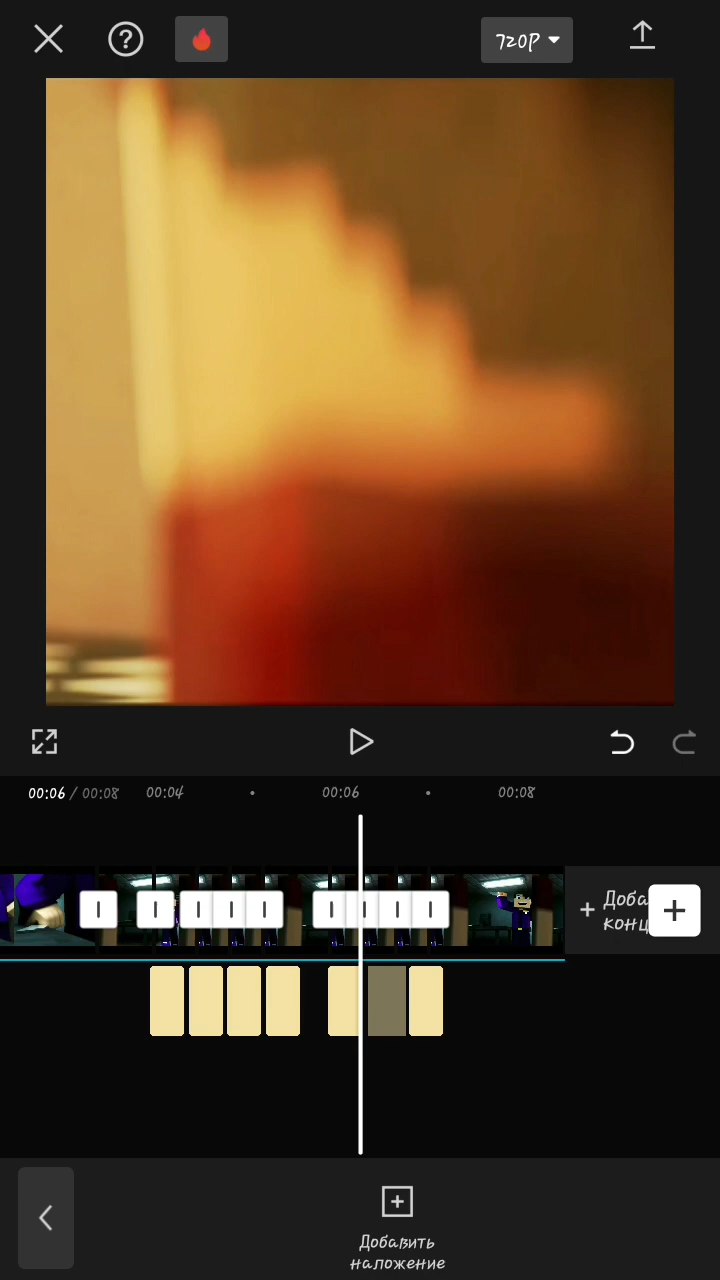 720P
00:06 / 00:08 00:04 00:06 00:08
+ Доба
конц
Добавить
наложение